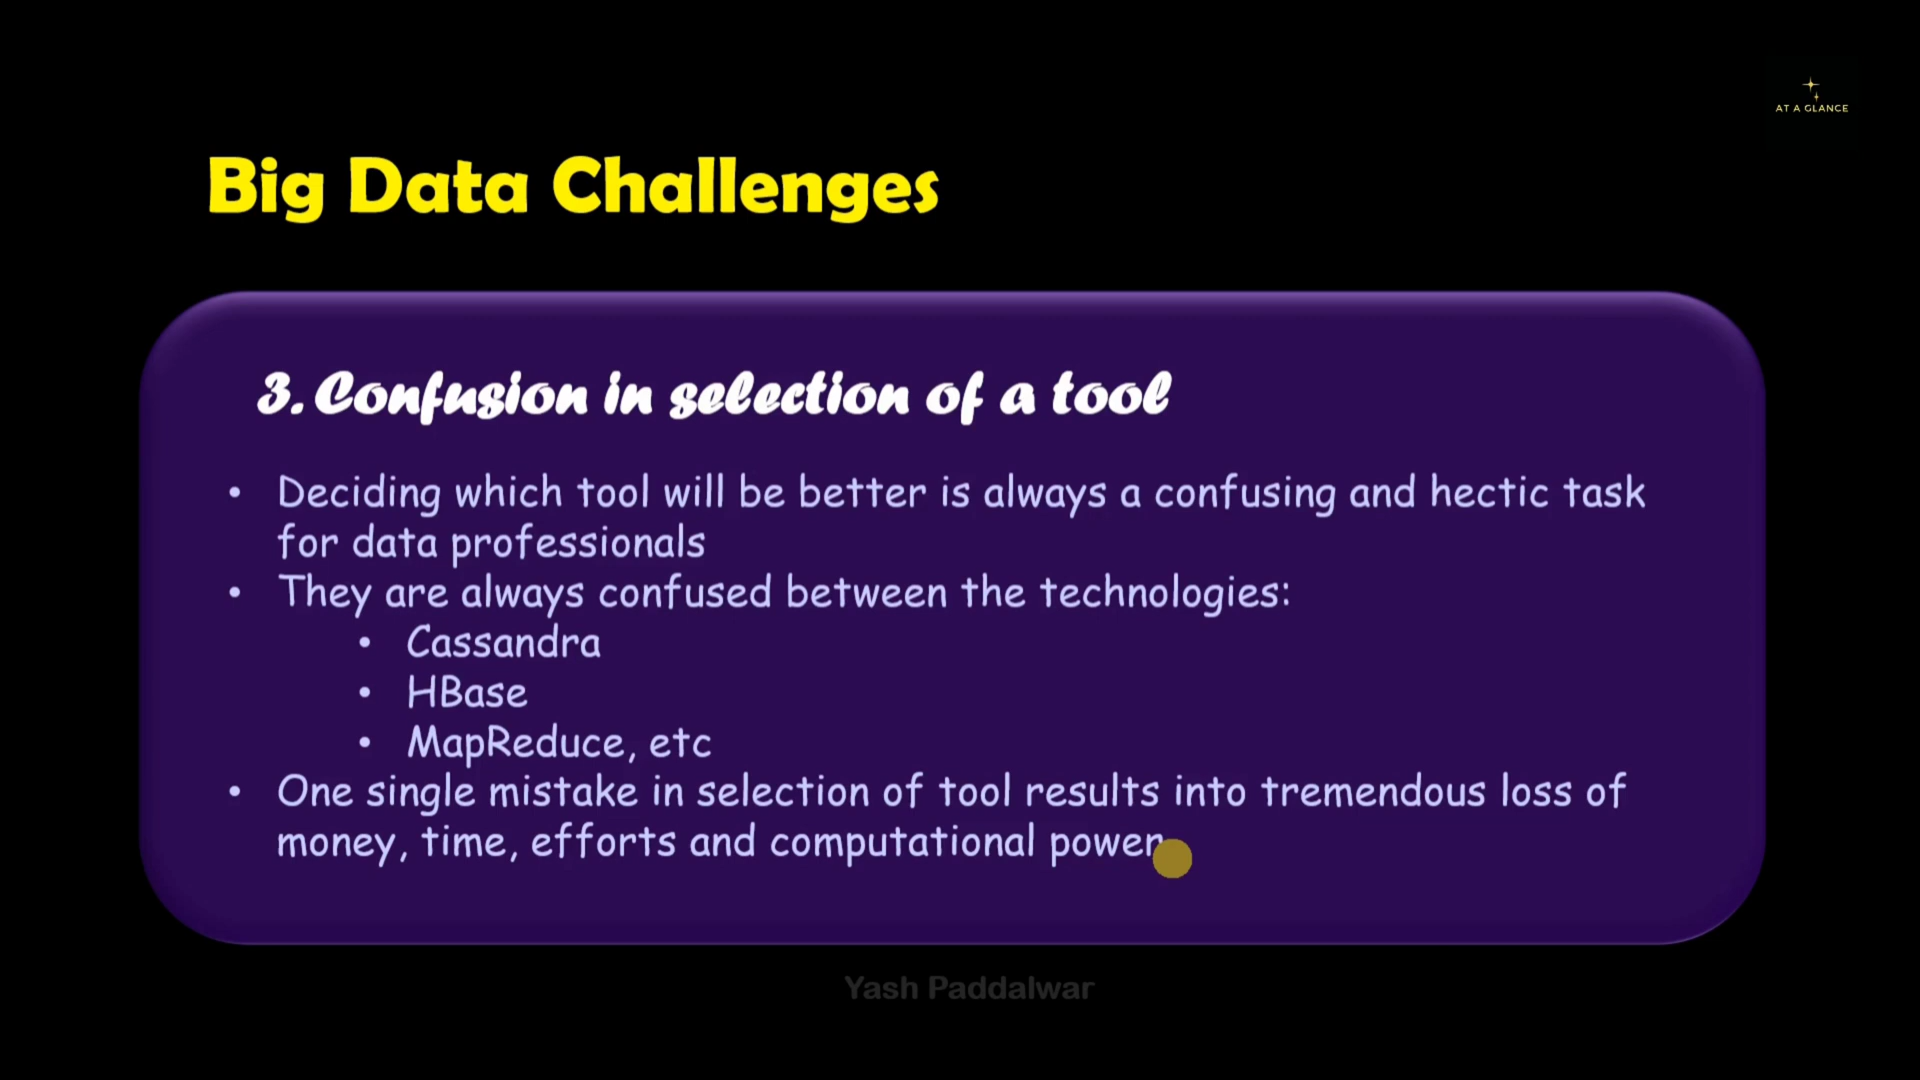 AT A GLANCE
Big Data Challenges
3. Confusion in selection of a tool
• Deciding which tool will be better is always a confusing and hectic task
for data professionals
• They are always confused between the technologies:
• Cassandra
• HBase
• MapReduce, etc
• One single mistake in selection of tool results into tremendous loss of
money, time, efforts and computational power
Yash Paddalwar